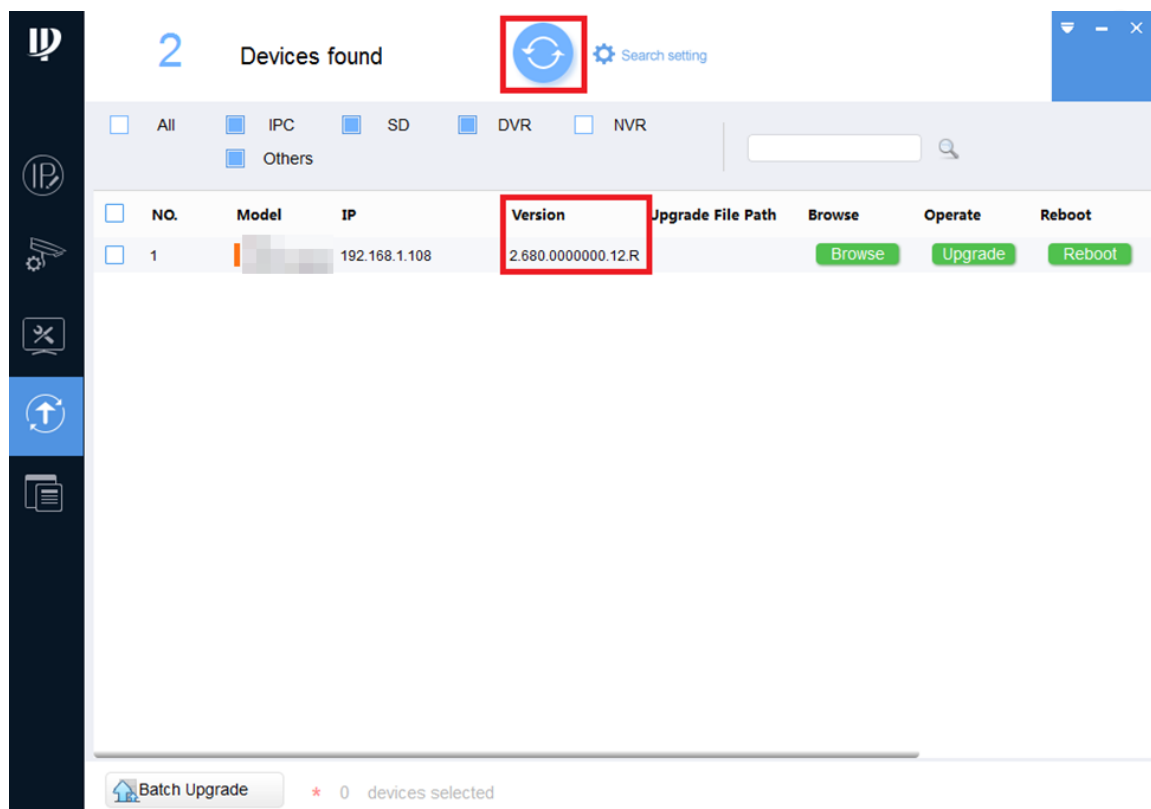 2 Devices found Search setting
All IPC SD DVR NVR
Others
NO. Model IP Version Upgrade File Path Browse Operate Reboot
1 192.168.1.108 2.680.0000000.12.R Browse Upgrade Reboot
Batch Upgrade * 0 devices selected
IP